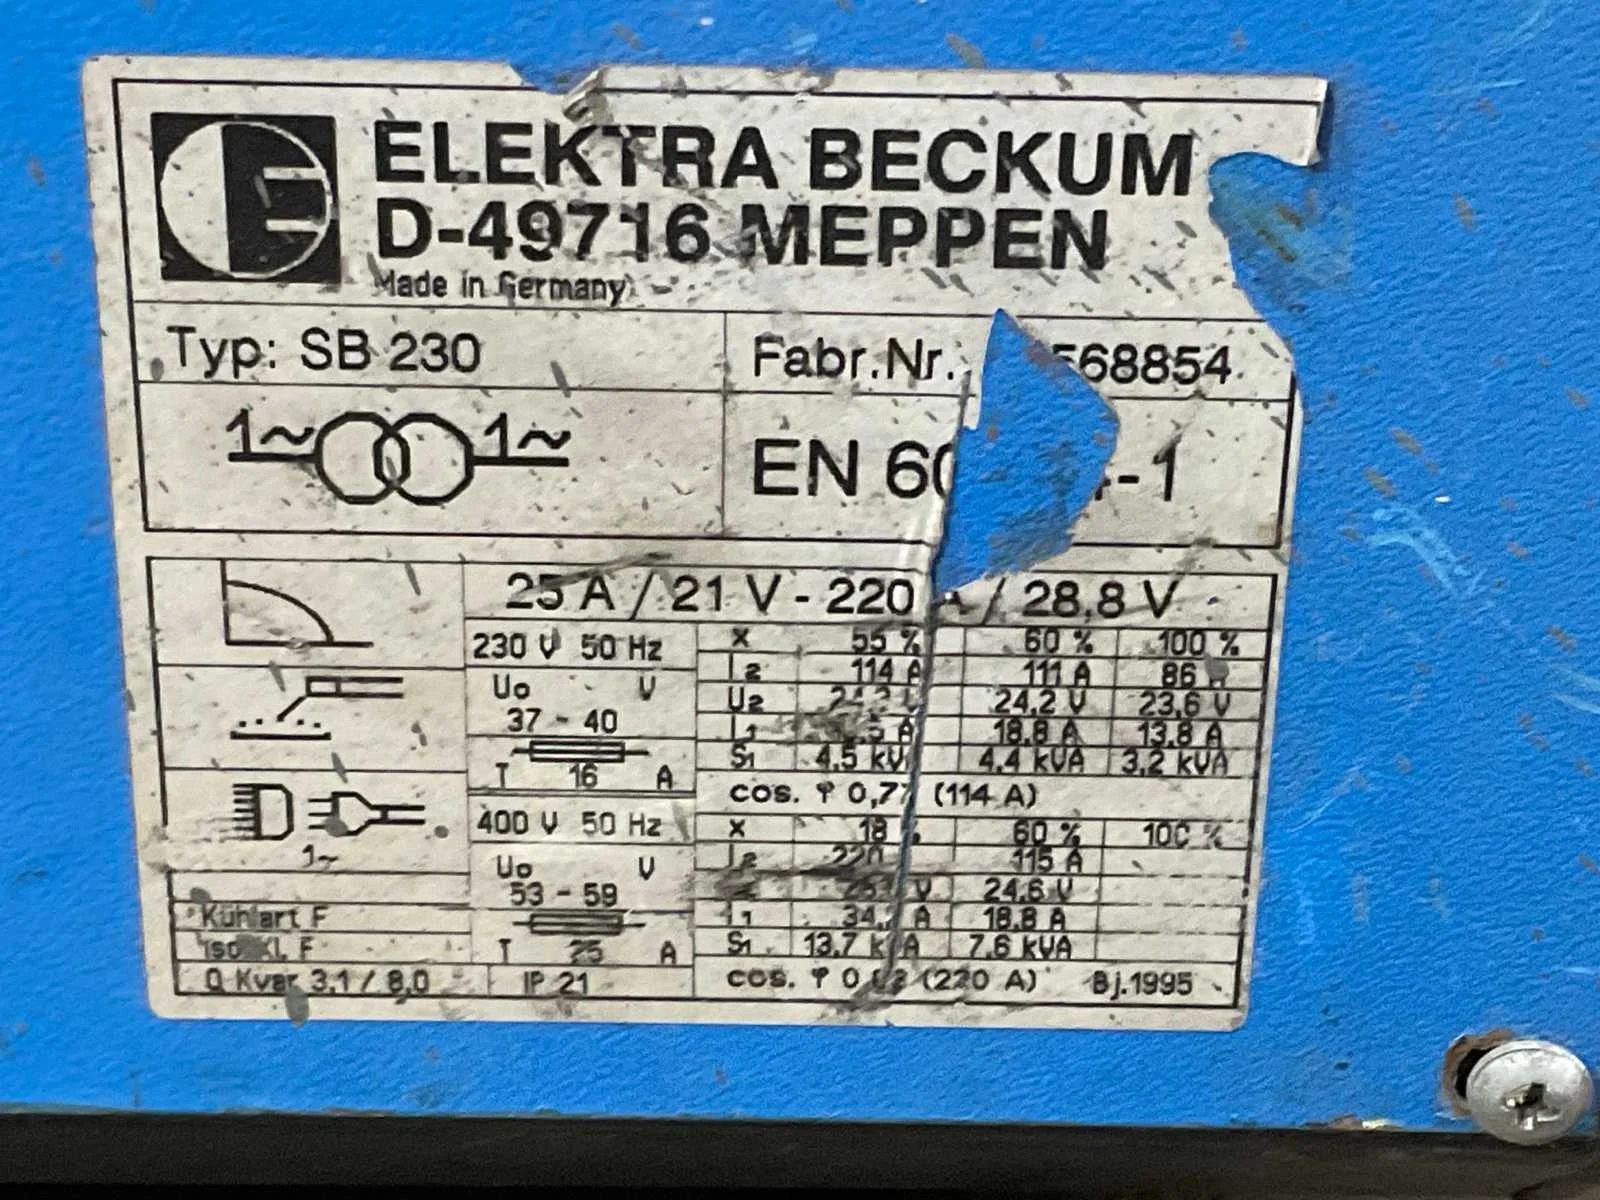 ELEKTRA BECKUM
D-49716 MEPPEN
Made in Germany
Typ: SB 230
Fabr.Nr. 68854
1~ 1~
EN 60 -1
25 A / 21 V - 220 A / 28,8 V
230 V 50 Hz
Uo V
37 - 40
T 16 A
X 55 % 60 % 100 %
I2 114 A 111 A 86 A
U2 24,2 V 23,6 V
I1 18,8 A 13,8 A
S1 4,5 kVA 4,4 kVA 3,2 kVA
cos. φ 0,77 (114 A)
1~
400 V 50 Hz
Uo V
53 - 59
T 25 A
X 18 % 60 % 100 %
I2 220 115 A
V 24,6 V
I1 A 18,8 A
S1 13,7 kVA 7,6 kVA
cos. φ (220 A) Bj.1995
Kühlart F
Iso Kl. F
Q Kvar 3,1 / 8,0
IP 21